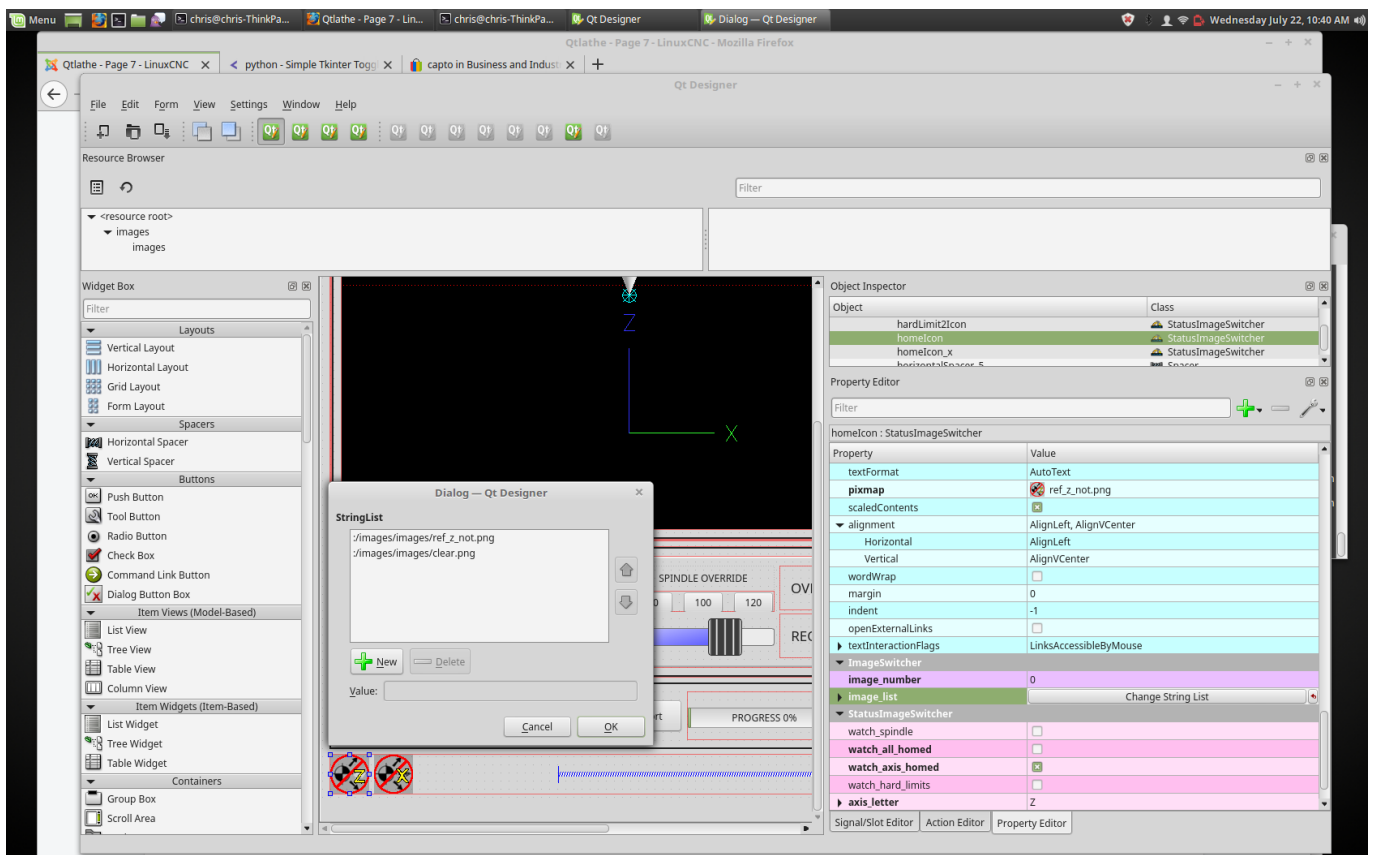 Menu
chris@chris-ThinkPa...
Qtlathe - Page 7 - Lin...
chris@chris-ThinkPa...
Qt Designer
Dialog — Qt Designer
Wednesday July 22, 10:40 AM
Qtlathe - Page 7 - LinuxCNC - Mozilla Firefox
Qtlathe - Page 7 - LinuxCNC
python - Simple Tkinter Togg
capto in Business and Indust
Qt Designer
File Edit Form View Settings Window Help
Resource Browser
Filter
<resource root>
images
images
Widget Box
Filter
Layouts
Vertical Layout
Horizontal Layout
Grid Layout
Form Layout
Spacers
Horizontal Spacer
Vertical Spacer
Buttons
Push Button
Tool Button
Radio Button
Check Box
Command Link Button
Dialog Button Box
Item Views (Model-Based)
List View
Tree View
Table View
Column View
Item Widgets (Item-Based)
List Widget
Tree Widget
Table Widget
Containers
Group Box
Scroll Area
Z
X
Dialog — Qt Designer
StringList
:/images/images/ref_z_not.png
:/images/images/clear.png
New
Delete
Value:
Cancel
OK
SPINDLE OVERRIDE
0 100 120
OV
REC
rt
PROGRESS 0%
Z
X
Object Inspector
Object Class
hardLimit2Icon StatusImageSwitcher
homeIcon StatusImageSwitcher
homeIcon_x StatusImageSwitcher
horizontalSpacer_5 Spacer
Property Editor
Filter
homeIcon : StatusImageSwitcher
Property Value
textFormat AutoText
pixmap ref_z_not.png
scaledContents
alignment AlignLeft, AlignVCenter
Horizontal AlignLeft
Vertical AlignVCenter
wordWrap
margin 0
indent -1
openExternalLinks
textInteractionFlags LinksAccessibleByMouse
ImageSwitcher
image_number 0
image_list Change String List
StatusImageSwitcher
watch_spindle
watch_all_homed
watch_axis_homed
watch_hard_limits
axis_letter Z
Signal/Slot Editor
Action Editor
Property Editor